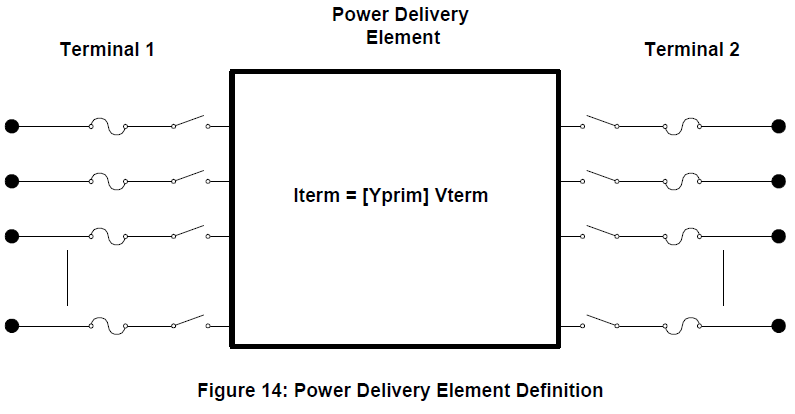 Power Delivery
Element
Terminal 1
Terminal 2
Iterm = [Yprim] Vterm
Figure 14: Power Delivery Element Definition